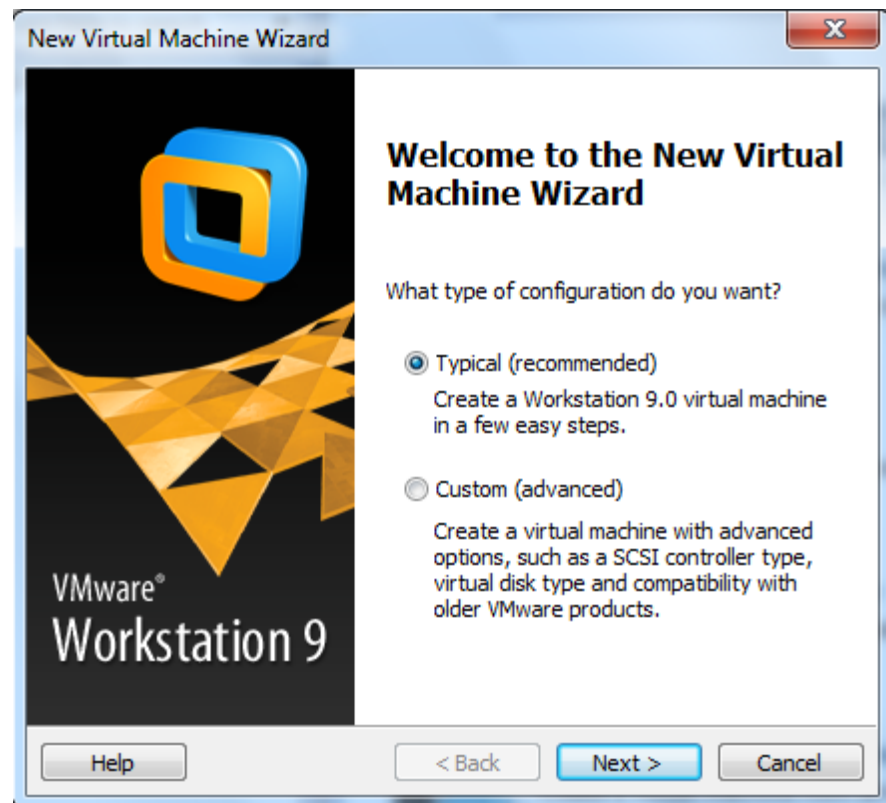 New Virtual Machine Wizard
Welcome to the New Virtual
Machine Wizard
What type of configuration do you want?
Typical (recommended)
Create a Workstation 9.0 virtual machine
in a few easy steps.
Custom (advanced)
Create a virtual machine with advanced
options, such as a SCSI controller type,
virtual disk type and compatibility with
older VMware products.
VMware®
Workstation 9
Help
< Back
Next >
Cancel